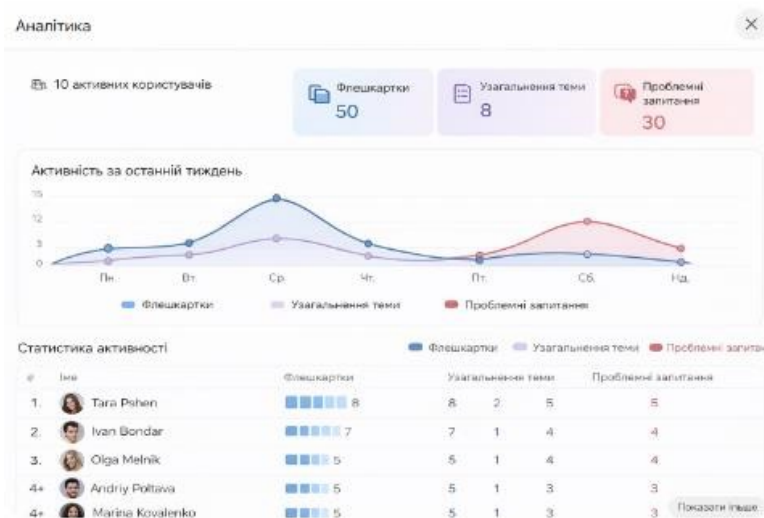 Аналітика
10 активних користувачів
Флешкартки
50
Узагальнення теми
8
Проблемні
запитання
30
Активність за останній тиждень
15
12
3
0
Пн. Вт. Ср. Чт. Пт. Сб. Нд.
Флешкартки Узагальнення теми Проблемні запитання
Статистика активності Флешкартки Узагальнення теми Проблемні запитан
# Імя Флешкартки Узагальнення теми Проблемні запитання
1. Tara Pshen 8 8 2 5 5
2. Ivan Bondar 7 7 1 4 4
3. Olga Melnik 5 5 1 4 4
4+ Andriy Poltava 5 5 1 3 3
4+ Marina Kovalenko 5 5 1 3 3 Показати